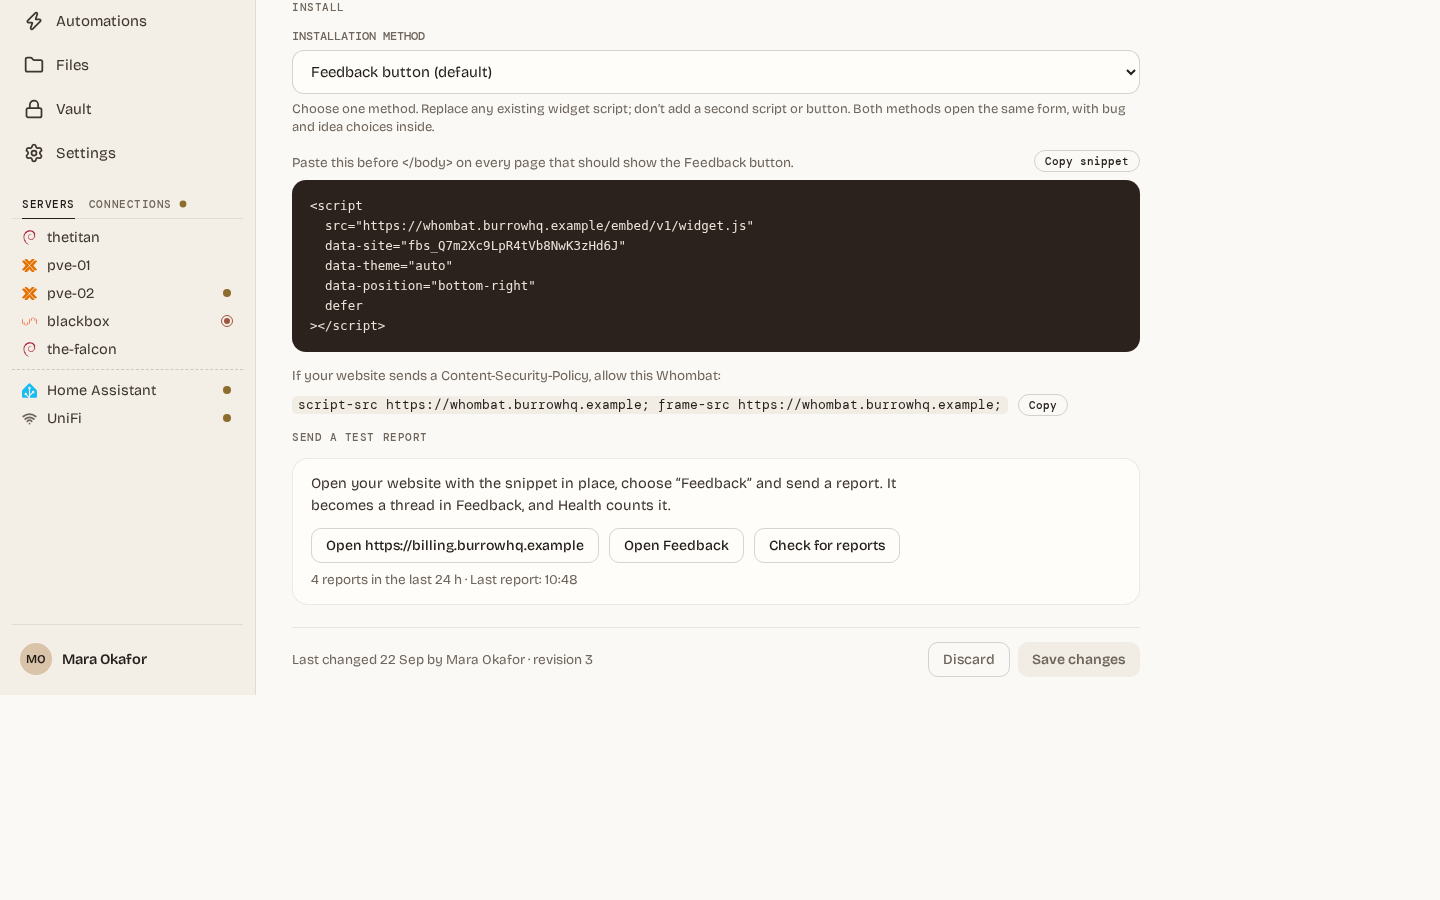 Automations
Files
Vault
Settings
SERVERS CONNECTIONS
thetitan
pve-01
pve-02
blackbox
the-falcon
Home Assistant
UniFi
MO Mara Okafor
INSTALL
INSTALLATION METHOD
Feedback button (default)
Choose one method. Replace any existing widget script; don't add a second script or button. Both methods open the same form, with bug
and idea choices inside.
Paste this before </body> on every page that should show the Feedback button.
Copy snippet
<script
src="https://whombat.burrowhq.example/embed/v1/widget.js"
data-site="fbs_Q7m2Xc9LpR4tVb8NwK3zHd6J"
data-theme="auto"
data-position="bottom-right"
defer
></script>
If your website sends a Content-Security-Policy, allow this Whombat:
script-src https://whombat.burrowhq.example; frame-src https://whombat.burrowhq.example;
Copy
SEND A TEST REPORT
Open your website with the snippet in place, choose “Feedback” and send a report. It
becomes a thread in Feedback, and Health counts it.
Open https://billing.burrowhq.example
Open Feedback
Check for reports
4 reports in the last 24 h · Last report: 10:48
Last changed 22 Sep by Mara Okafor · revision 3
Discard
Save changes